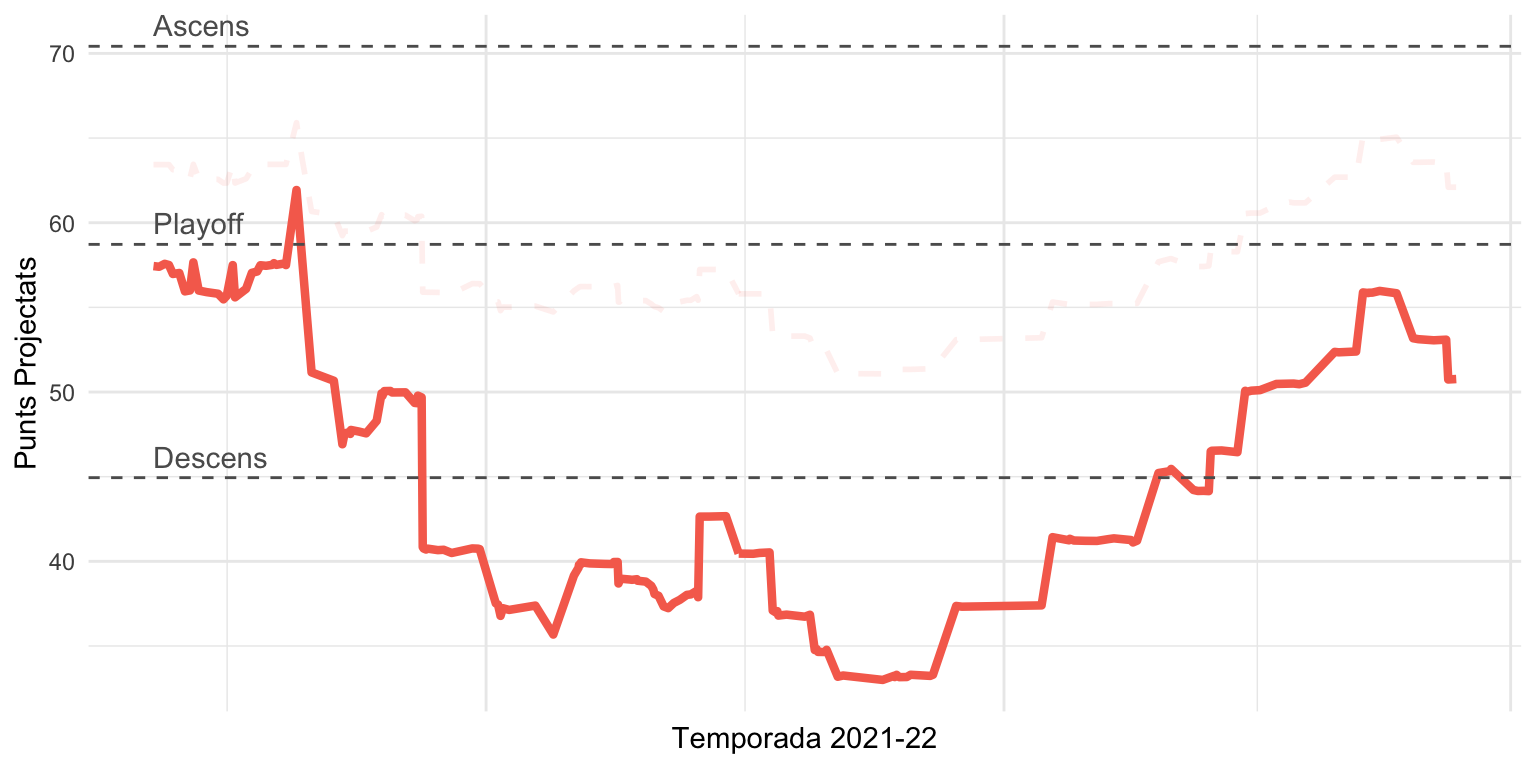 Ascens
70
Playoff
60
50
Descens
40
Punts Projectats
Temporada 2021-22